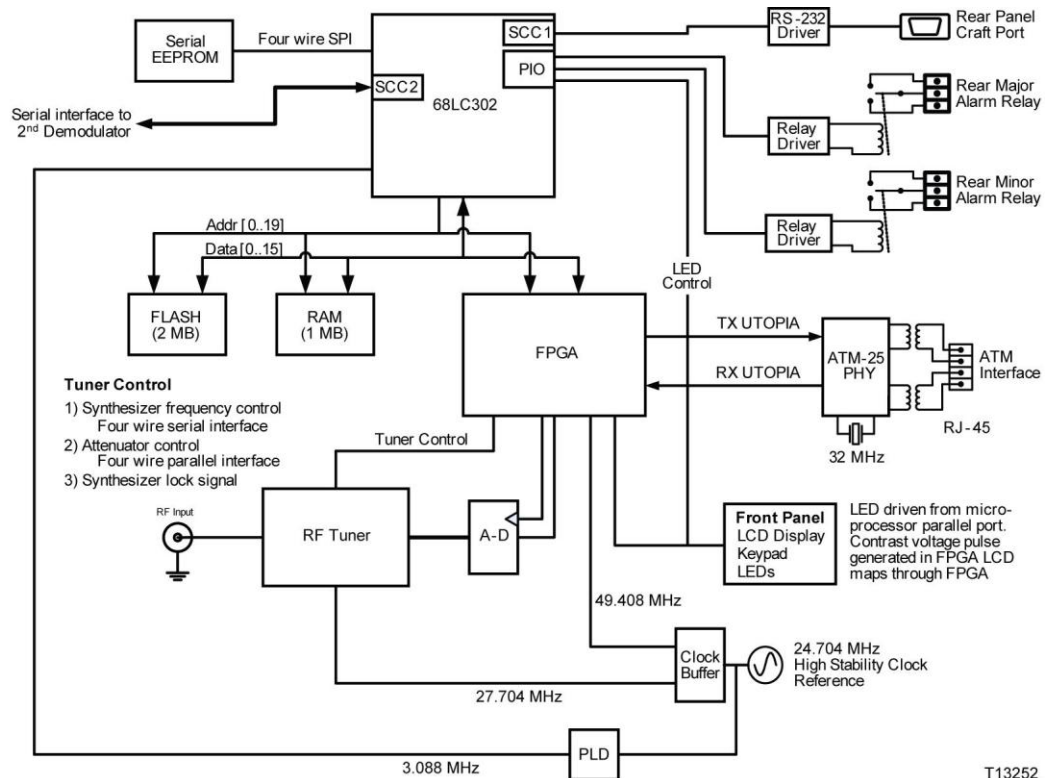 Serial
EEPROM
Four wire SPI
SCC1
PIO
SCC2
68LC302
RS-232
Driver
Rear Panel
Craft Port
Serial interface to
2nd Demodulator
Relay
Driver
Rear Major
Alarm Relay
Relay
Driver
Rear Minor
Alarm Relay
Addr [0..19]
Data [0..15]
LED
Control
FLASH
(2 MB)
RAM
(1 MB)
FPGA
TX UTOPIA
RX UTOPIA
ATM-25
PHY
ATM
Interface
RJ-45
32 MHz
Tuner Control
1) Synthesizer frequency control
Four wire serial interface
2) Attenuator control
Four wire parallel interface
3) Synthesizer lock signal
Tuner Control
RF Input
RF Tuner
A-D
Front Panel
LCD Display
Keypad
LEDs
LED driven from micro-
processor parallel port.
Contrast voltage pulse
generated in FPGA LCD
maps through FPGA
49.408 MHz
Clock
Buffer
24.704 MHz
High Stability Clock
Reference
27.704 MHz
PLD
3.088 mHz
T13252